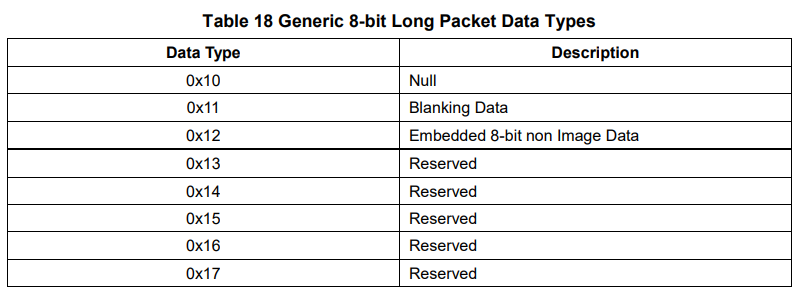 Table 18 Generic 8-bit Long Packet Data Types
Data Type Description
0x10 Null
0x11 Blanking Data
0x12 Embedded 8-bit non Image Data
0x13 Reserved
0x14 Reserved
0x15 Reserved
0x16 Reserved
0x17 Reserved